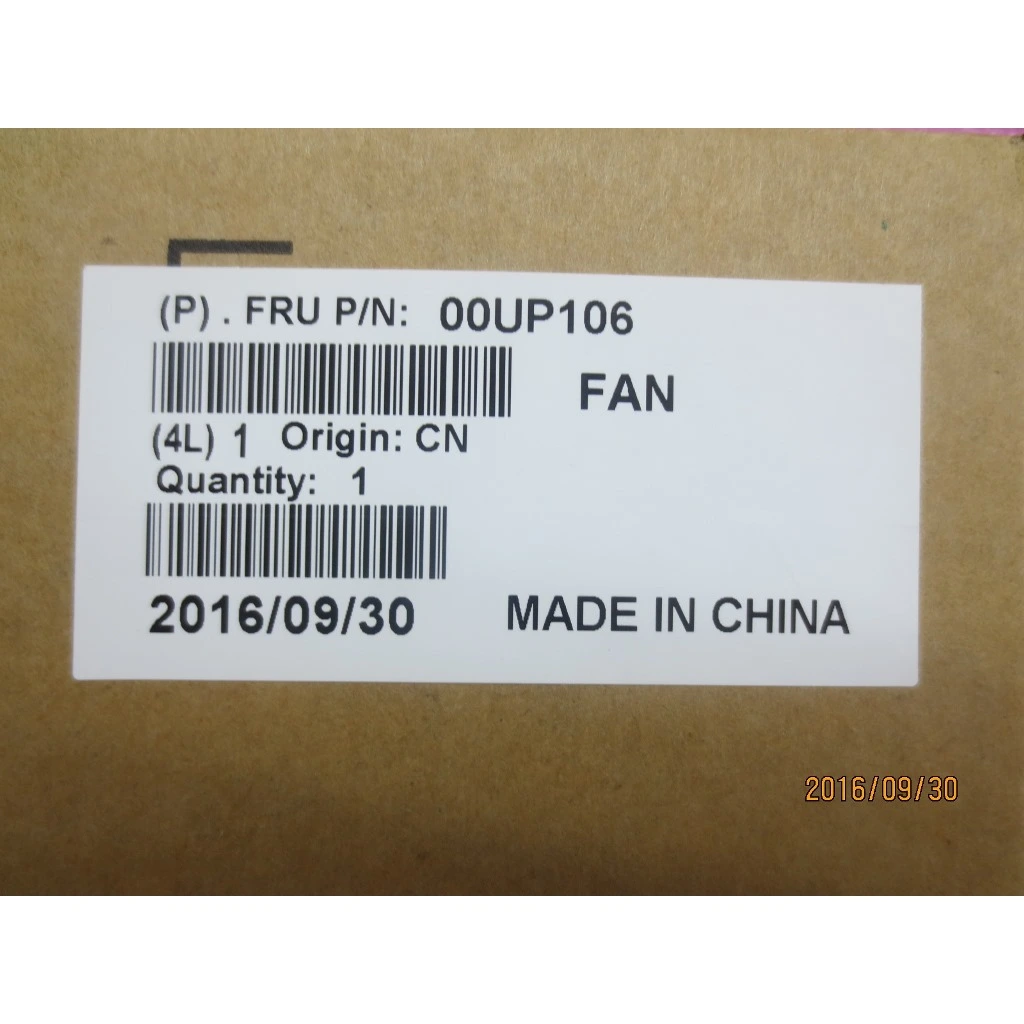 (P) . FRU P/N: 00UP106
FAN
(4L) 1 Origin: CN
Quantity: 1
2016/09/30 MADE IN CHINA
2016/09/30